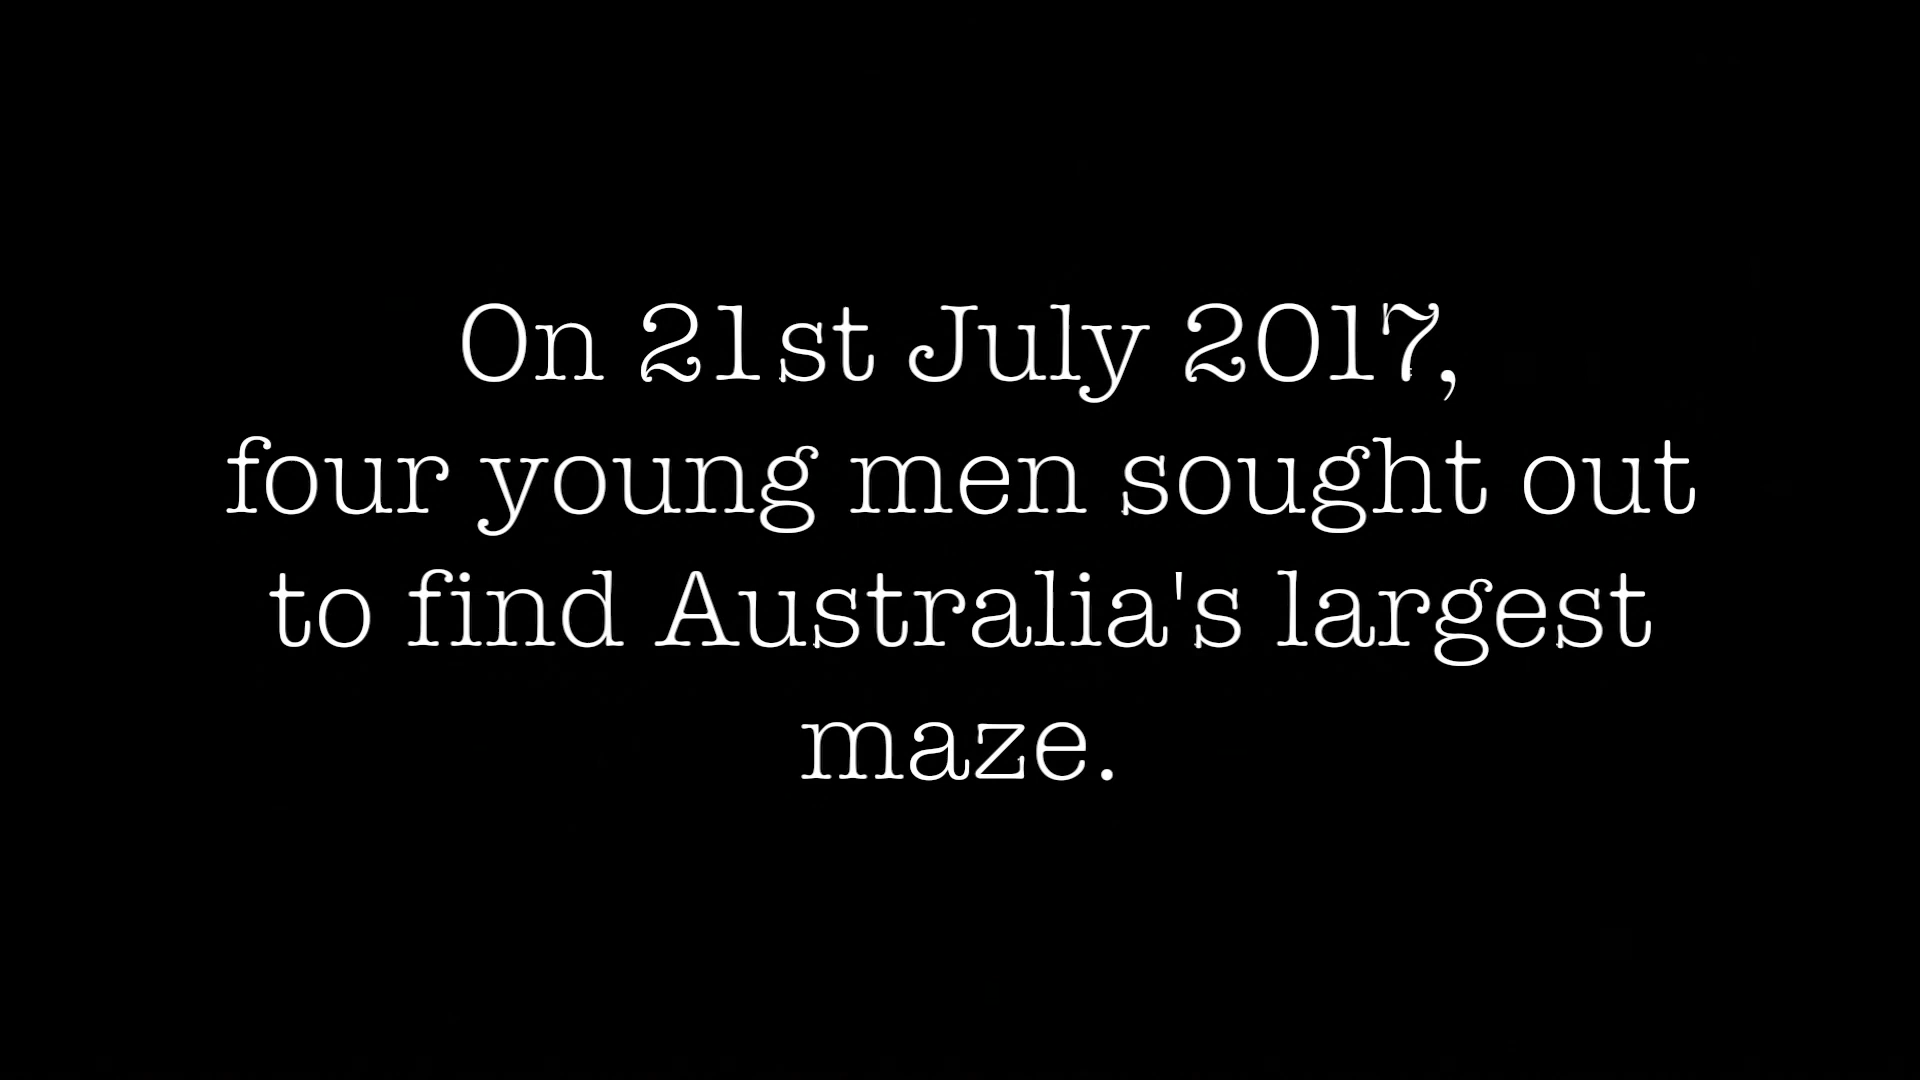 On 21st July 2017,
four young men sought out
to find Australia's largest
maze.